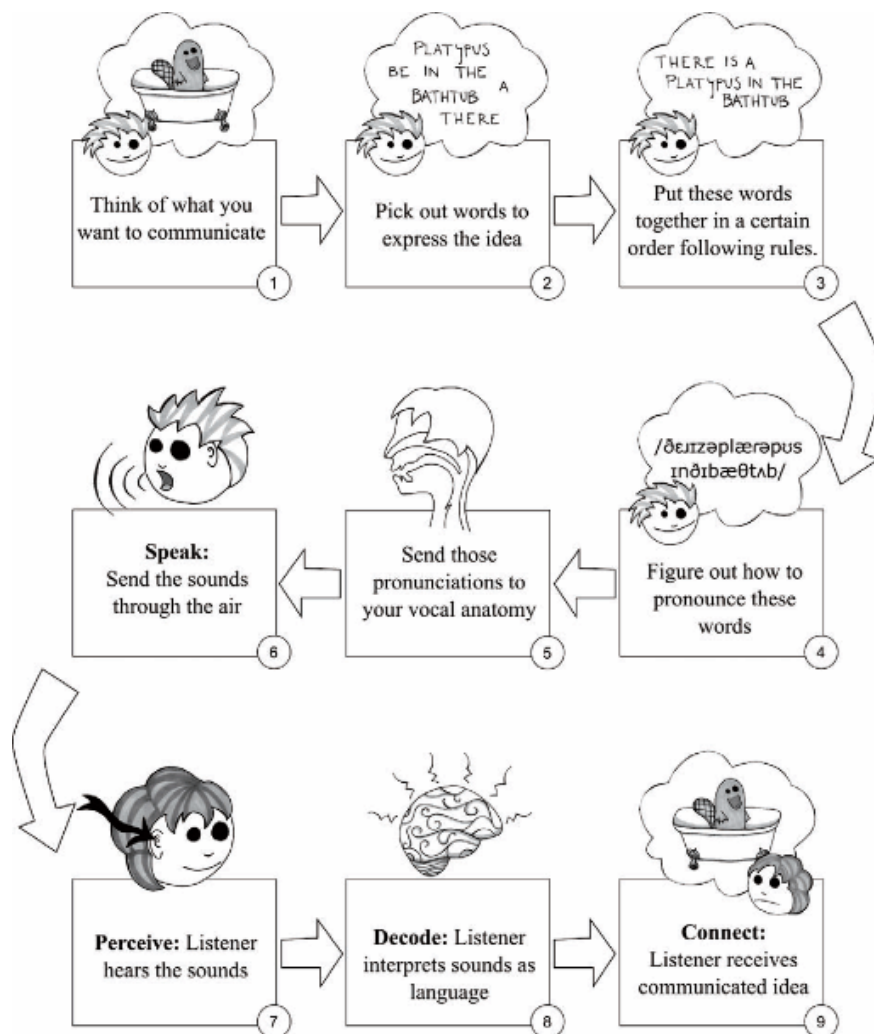 PLATYPUS
BE IN THE
BATHTUB A
THERE
THERE IS A
PLATYPUS IN THE
BATHTUB
Think of what you
want to communicate
1
Pick out words to
express the idea
2
Put these words
together in a certain
order following rules.
3
/ðɛɹɪzəplæɾəpʊs
ɪnðɪbæθtʌb/
Speak:
Send the sounds
through the air
6
Send those
pronunciations to
your vocal anatomy
5
Figure out how to
pronounce these
words
4
Perceive: Listener
hears the sounds
7
Decode: Listener
interprets sounds as
language
8
Connect:
Listener receives
communicated idea
9